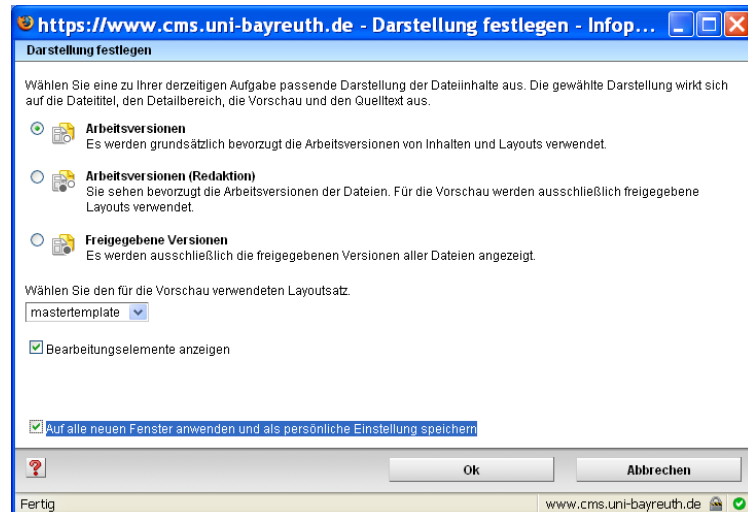 https://www.cms.uni-bayreuth.de - Darstellung festlegen - Infop...
Darstellung festlegen
Wählen Sie eine zu Ihrer derzeitigen Aufgabe passende Darstellung der Dateiinhalte aus. Die gewählte Darstellung wirkt sich
auf die Dateititel, den Detailbereich, die Vorschau und den Quelltext aus.
Arbeitsversionen
Es werden grundsätzlich bevorzugt die Arbeitsversionen von Inhalten und Layouts verwendet.
Arbeitsversionen (Redaktion)
Sie sehen bevorzugt die Arbeitsversionen der Dateien. Für die Vorschau werden ausschließlich freigegebene
Layouts verwendet.
Freigegebene Versionen
Es werden ausschließlich die freigegebenen Versionen aller Dateien angezeigt.
Wählen Sie den für die Vorschau verwendeten Layoutsatz.
mastertemplate
Bearbeitungselemente anzeigen
Auf alle neuen Fenster anwenden und als persönliche Einstellung speichern
? Ok Abbrechen
Fertig www.cms.uni-bayreuth.de